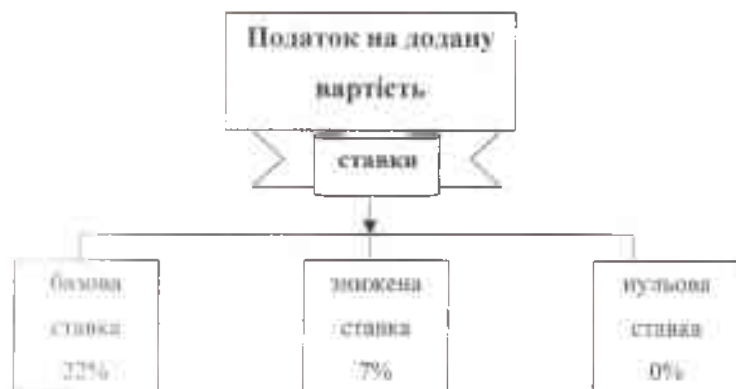 Податок на додану
вартість
ставки
базова
ставка
22%
знижена
ставка
7%
нульова
ставка
0%